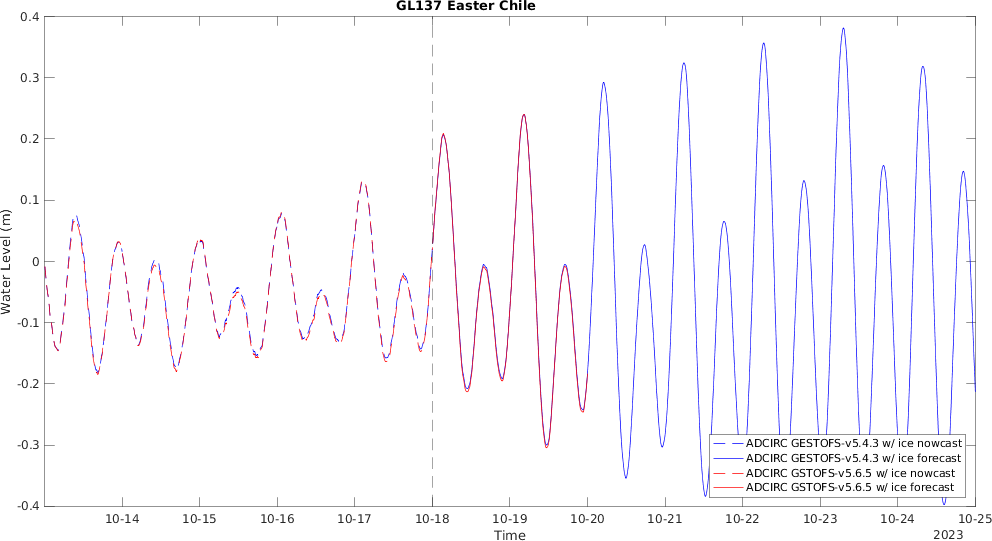 GL137 Easter Chile
0.4
0.3
0.2
0.1
0
-0.1
-0.2
-0.3
-0.4
Water Level (m)
ADCIRC GESTOFS-v5.4.3 w/ ice nowcast
ADCIRC GESTOFS-v5.4.3 w/ ice forecast
ADCIRC GSTOFS-v5.6.5 w/ ice nowcast
ADCIRC GSTOFS-v5.6.5 w/ ice forecast
10-14 10-15 10-16 10-17 10-18 10-19 10-20 10-21 10-22 10-23 10-24 10-25
Time
2023